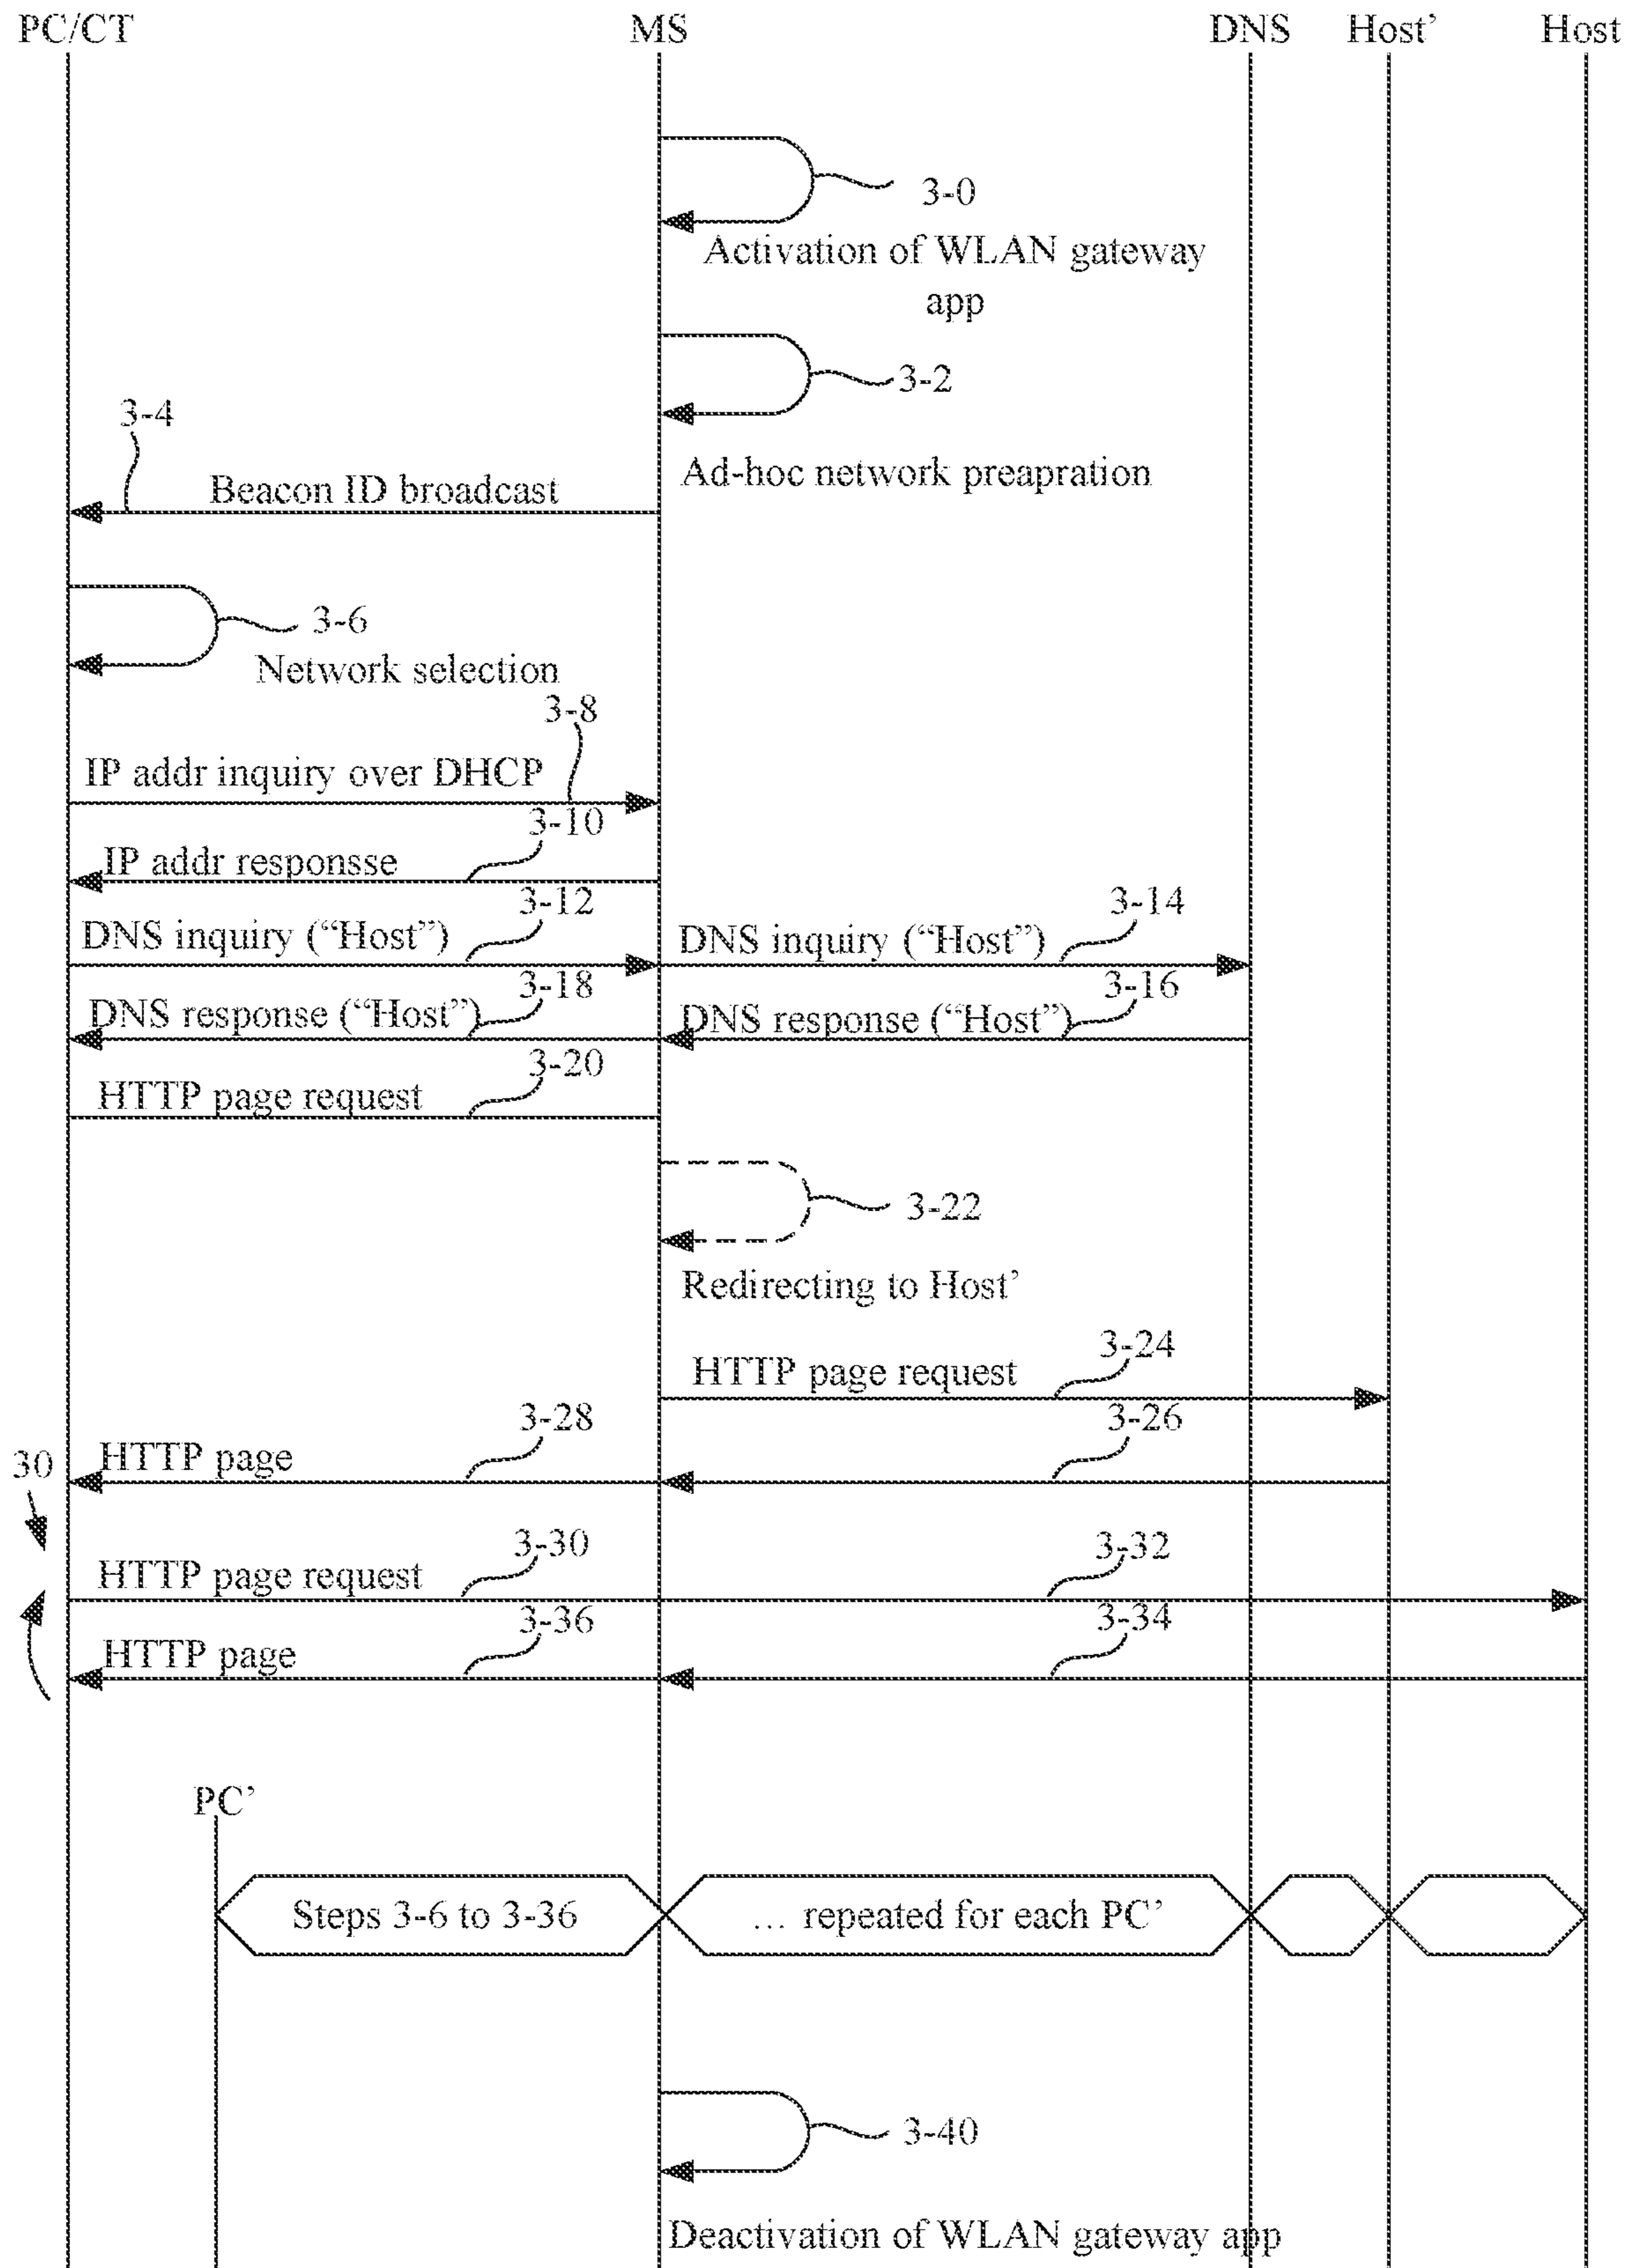 PC/CT MS DNS Host’ Host
3-0
Activation of WLAN gateway
app
3-2
3-4
Ad-hoc network preapration
Beacon ID broadcast
3-6
Network selection
3-8
IP addr inquiry over DHCP
3-10
IP addr responsse
3-12 3-14
DNS inquiry (“Host”) DNS inquiry (“Host”)
3-18 3-16
DNS response (“Host”) DNS response (“Host”)
3-20
HTTP page request
3-22
Redirecting to Host’
3-24
HTTP page request
3-28 3-26
HTTP page
30
3-30 3-32
HTTP page request
3-36 3-34
HTTP page
PC’
Steps 3-6 to 3-36 ... repeated for each PC’
3-40
Deactivation of WLAN gateway app